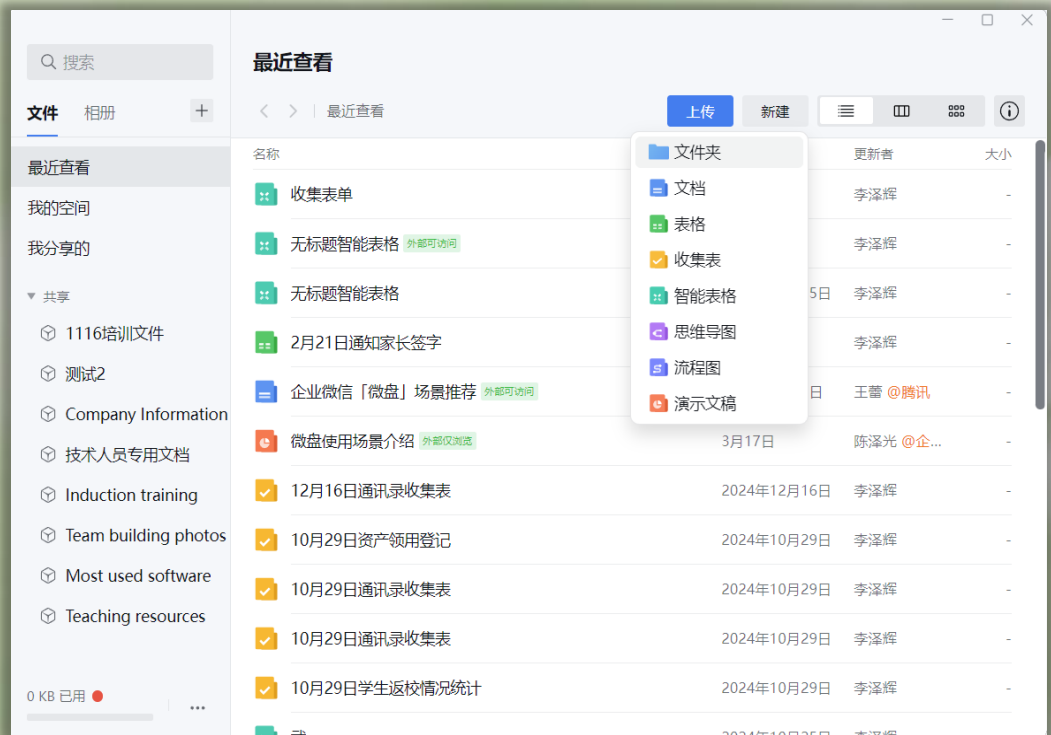 搜索
文件 相册
最近查看
我的空间
我分享的
共享
1116培训文件
测试2
Company Information
技术人员专用文档
Induction training
Team building photos
Most used software
Teaching resources
0 KB 已用
最近查看
最近查看
上传 新建
文件夹
文档
表格
收集表
智能表格
思维导图
流程图
演示文稿
名称 更新者 大小
收集表单 李泽辉 -
无标题智能表格 外部可访问 李泽辉 -
无标题智能表格 5日 李泽辉 -
2月21日通知家长签字 李泽辉 -
企业微信「微盘」场景推荐 外部可访问 日 王蕾 @腾讯 -
微盘使用场景介绍 外部仅浏览 3月17日 陈泽光 @企... -
12月16日通讯录收集表 2024年12月16日 李泽辉 -
10月29日资产领用登记 2024年10月29日 李泽辉 -
10月29日通讯录收集表 2024年10月29日 李泽辉 -
10月29日通讯录收集表 2024年10月29日 李泽辉 -
10月29日学生返校情况统计 2024年10月29日 李泽辉 -